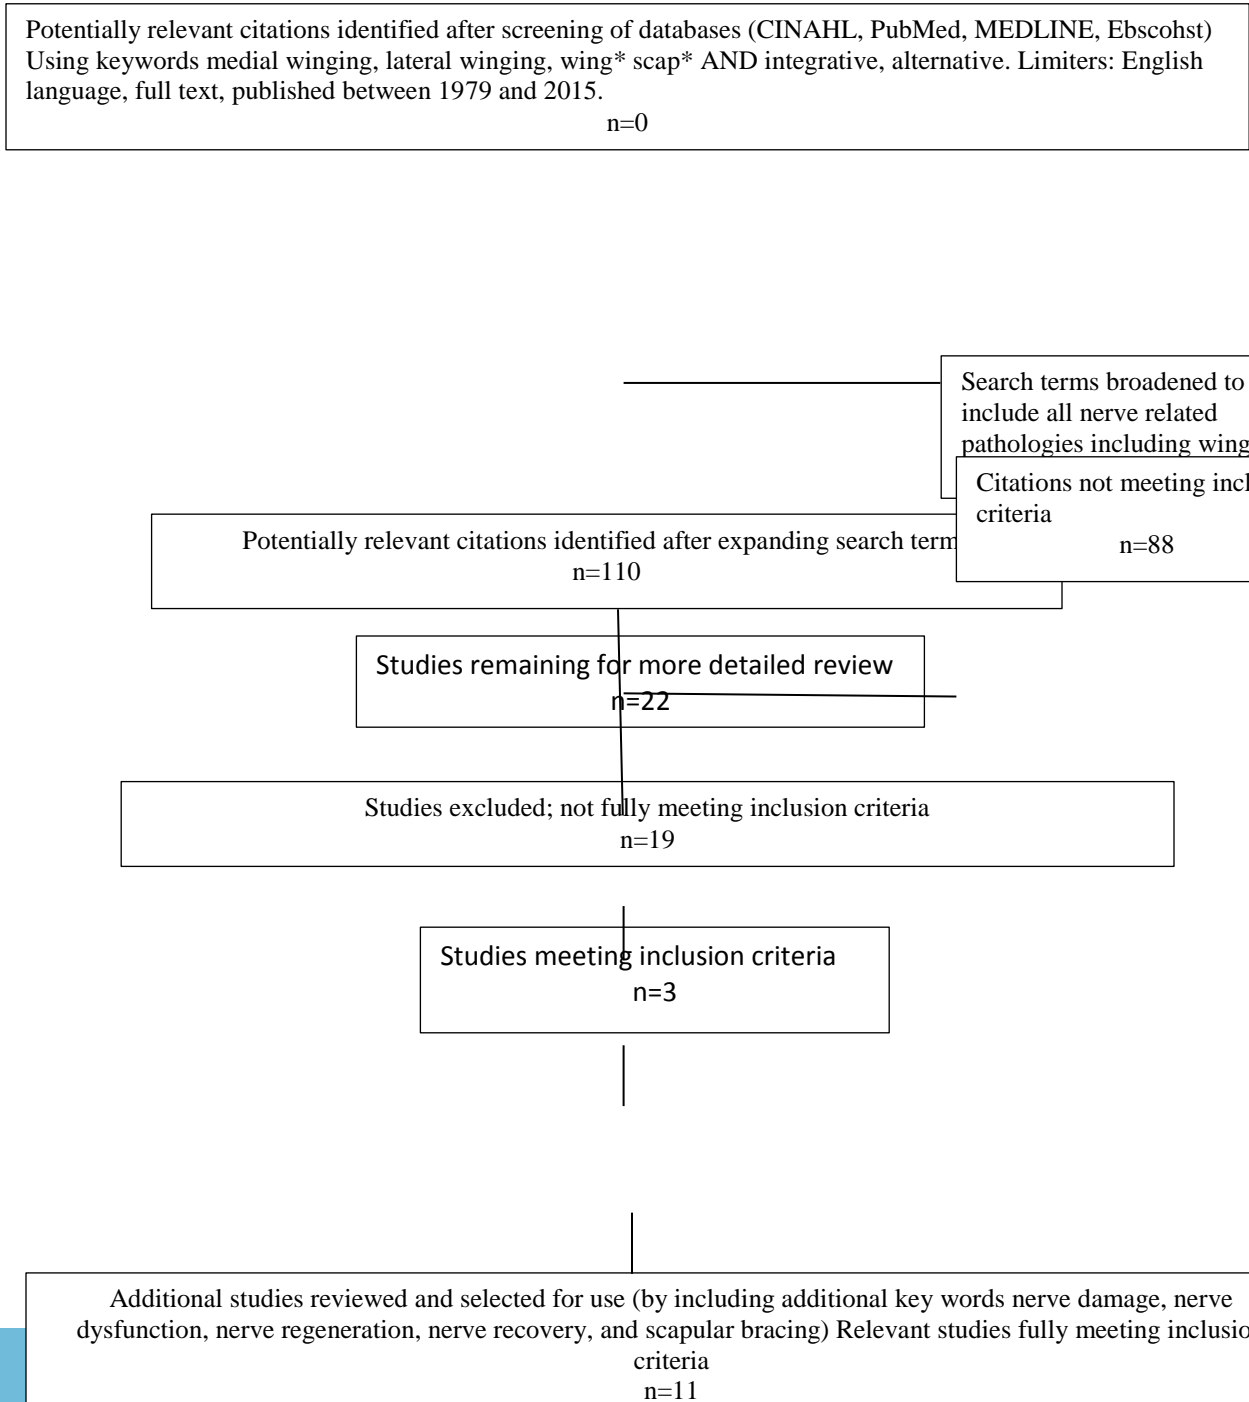 Potentially relevant citations identified after screening of databases (CINAHL, PubMed, MEDLINE, Ebscohst)
Using keywords medial winging, lateral winging, wing* scap* AND integrative, alternative. Limiters: English
language, full text, published between 1979 and 2015.
n=0
Search terms broadened to
include all nerve related
pathologies including wing
Citations not meeting incl
criteria
n=88
Potentially relevant citations identified after expanding search term
n=110
Studies remaining for more detailed review
n=22
Studies excluded; not fully meeting inclusion criteria
n=19
Studies meeting inclusion criteria
n=3
Additional studies reviewed and selected for use (by including additional key words nerve damage, nerve
dysfunction, nerve regeneration, nerve recovery, and scapular bracing) Relevant studies fully meeting inclusio
criteria
n=11